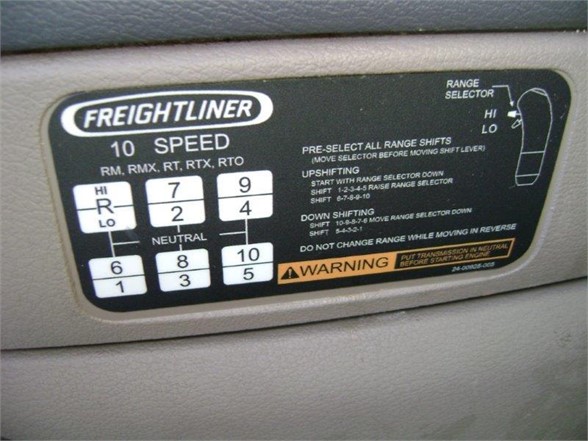 FREIGHTLINER
10 SPEED
RM, RMX, RT, RTX, RTO
HI
R
LO
7
2
9
4
NEUTRAL
6
1
8
3
10
5
RANGE
SELECTOR
HI
LO
PRE-SELECT ALL RANGE SHIFTS
(MOVE SELECTOR BEFORE MOVING SHIFT LEVER)
UPSHIFTING
START WITH RANGE SELECTOR DOWN
SHIFT 1-2-3-4-5 RAISE RANGE SELECTOR
SHIFT 6-7-8-9-10
DOWN SHIFTING
SHIFT 10-9-8-7-6 MOVE RANGE SELECTOR DOWN
SHIFT 5-4-3-2-1
DO NOT CHANGE RANGE WHILE MOVING IN REVERSE
WARNING
PUT TRANSMISSION IN NEUTRAL
BEFORE STARTING ENGINE
24-00928-005